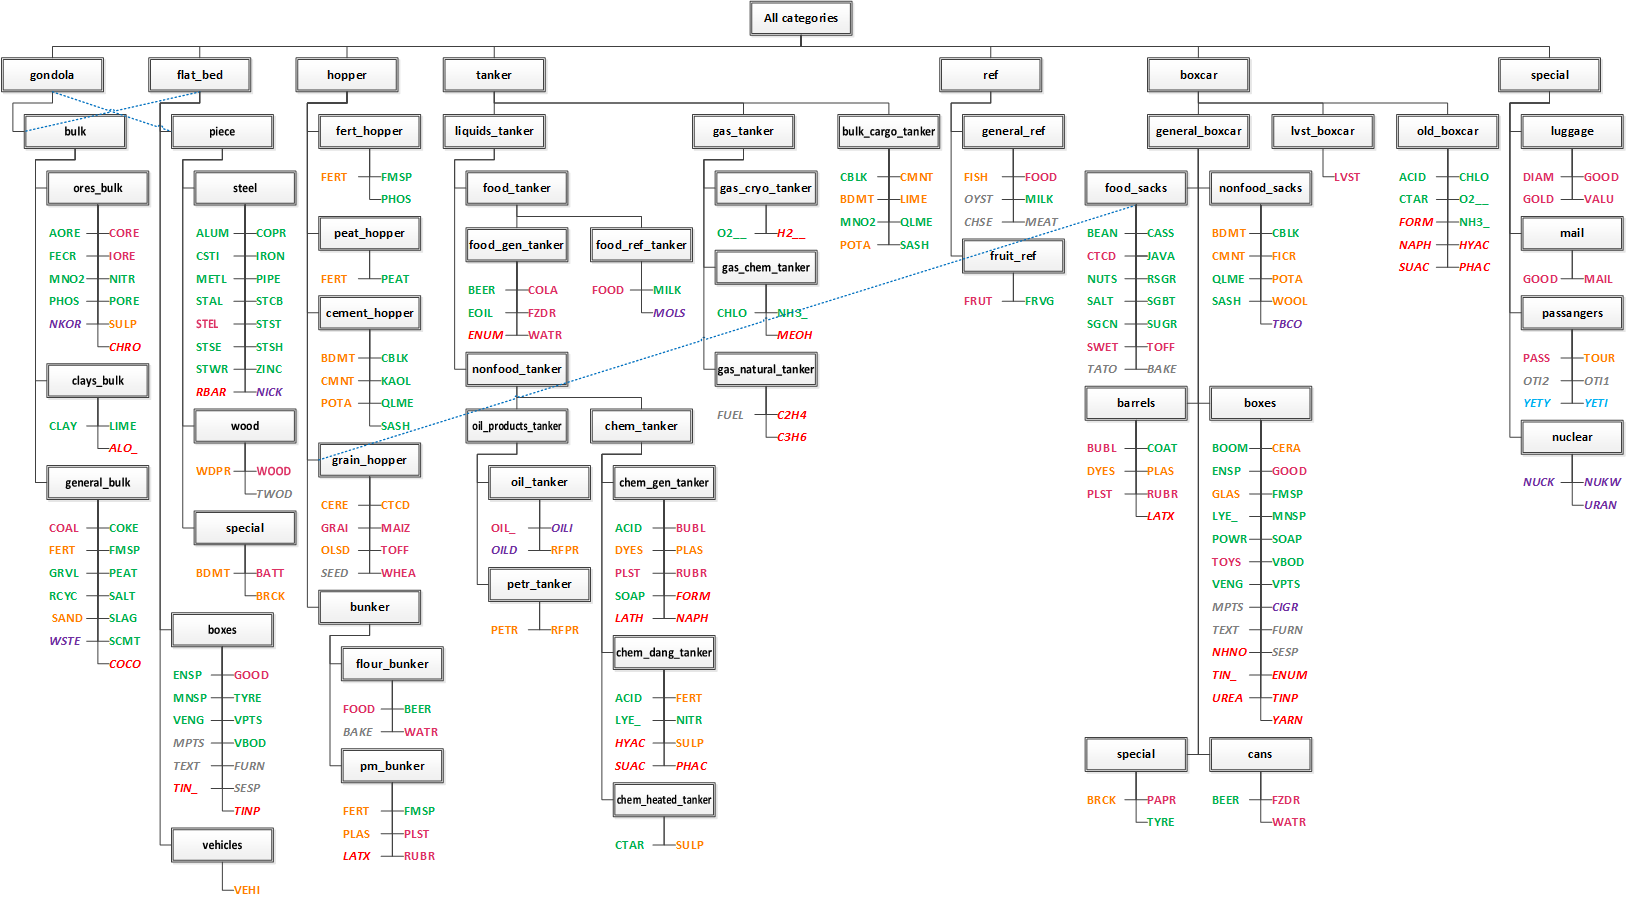 All categories
gondola
flat_bed
hopper
tanker
ref
boxcar
special
bulk
ores_bulk
AORE CORE
FECR IORE
MNO2 NITR
PHOS PORE
NKOR SULP
CHRO
clays_bulk
CLAY LIME
ALO_
general_bulk
COAL COKE
FERT FMSP
GRVL PEAT
RCYC SALT
SAND SLAG
WSTE SCMT
COCO
piece
steel
ALUM COPR
CSTI IRON
METL PIPE
STAL STCB
STEL STST
STSE STSH
STWR ZINC
RBAR NICK
wood
WDPR WOOD
TWOD
special
BDMT BATT
BRCK
boxes
ENSP GOOD
MNSP TYRE
VENG VPTS
MPTS VBOD
TEXT FURN
TIN_ SESP
TINP
vehicles
VEHI
fert_hopper
FERT FMSP
PHOS
peat_hopper
FERT PEAT
cement_hopper
BDMT CBLK
CMNT KAOL
POTA QLME
SASH
grain_hopper
CERE CTCD
GRAI MAIZ
OLSD TOFF
SEED WHEA
bunker
flour_bunker
FOOD BEER
BAKE WATR
pm_bunker
FERT FMSP
PLAS PLST
LATX RUBR
liquids_tanker
food_tanker
food_gen_tanker
BEER COLA
EOIL FZDR
ENUM WATR
food_ref_tanker
FOOD MILK
MOLS
nonfood_tanker
oil_products_tanker
oil_tanker
OIL_ OILI
OILD RFPR
petr_tanker
PETR RFPR
chem_tanker
chem_gen_tanker
ACID BUBL
DYES PLAS
PLST RUBR
SOAP FORM
LATH NAPH
chem_dang_tanker
ACID FERT
LYE_ NITR
HYAC SULP
SUAC PHAC
chem_heated_tanker
CTAR SULP
gas_tanker
gas_cryo_tanker
O2__ H2__
gas_chem_tanker
CHLO NH3_
MEOH
gas_natural_tanker
FUEL C2H4
C3H6
bulk_cargo_tanker
CBLK CMNT
BDMT LIME
MNO2 QLME
POTA SASH
general_ref
FISH FOOD
OYST MILK
CHSE MEAT
fruit_ref
FRUT FRVG
general_boxcar
food_sacks
BEAN CASS
CTCD JAVA
NUTS RSGR
SALT SGBT
SGCN SUGR
SWET TOFF
TATO BAKE
nonfood_sacks
BDMT CBLK
CMNT FICR
QLME POTA
SASH WOOL
TBCO
barrels
BUBL COAT
DYES PLAS
PLST RUBR
LATX
boxes
BOOM CERA
ENSP GOOD
GLAS FMSP
LYE_ MNSP
POWR SOAP
TOYS VBOD
VENG VPTS
MPTS CIGR
TEXT FURN
NHNO SESP
TIN_ ENUM
UREA TINP
YARN
special
BRCK PAPR
TYRE
cans
BEER FZDR
WATR
lvst_boxcar
LVST
old_boxcar
ACID CHLO
CTAR O2__
FORM NH3_
NAPH HYAC
SUAC PHAC
luggage
DIAM GOOD
GOLD VALU
mail
GOOD MAIL
passangers
PASS TOUR
OTI2 OTI1
YETY YETI
nuclear
NUCK NUKW
URAN